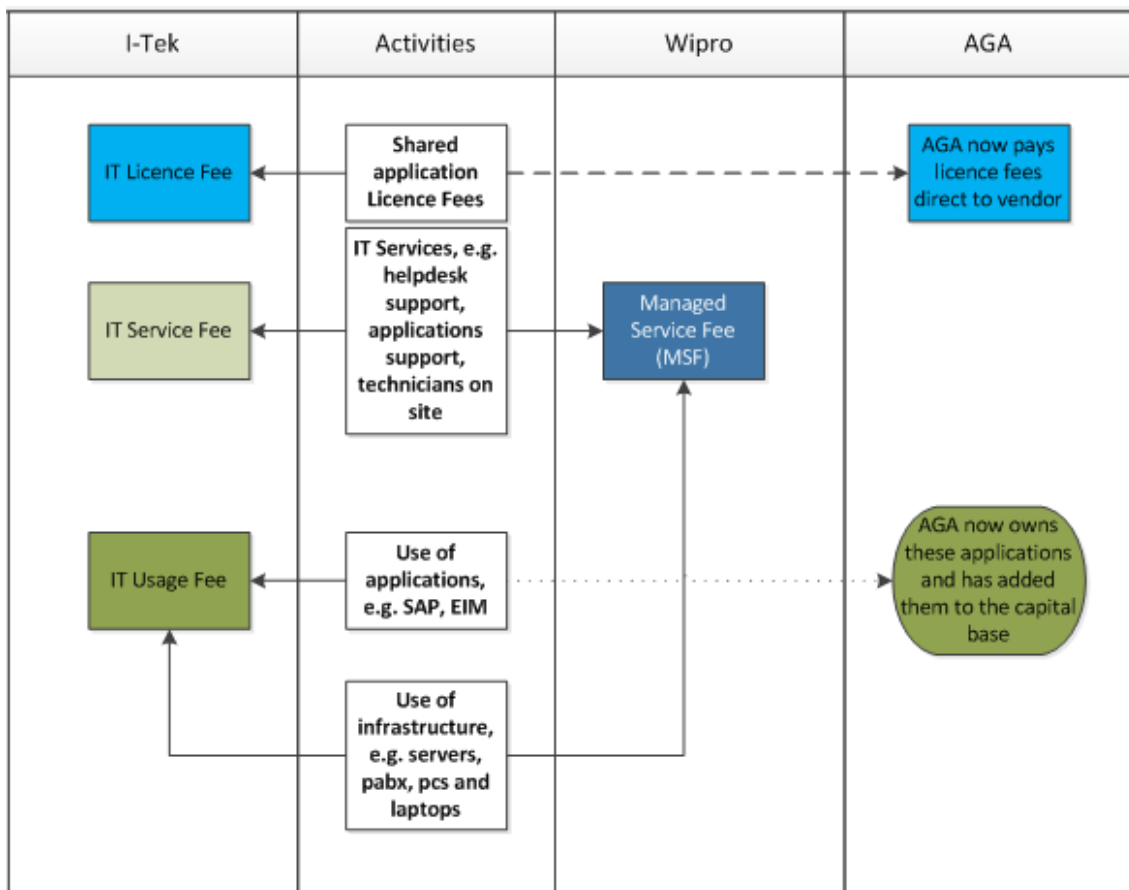 I-Tek
Activities
Wipro
AGA
IT Licence Fee
Shared
application
Licence Fees
AGA now pays
licence fees
direct to vendor
IT Service Fee
IT Services, e.g.
helpdesk
support,
applications
support,
technicians on
site
Managed
Service Fee
(MSF)
IT Usage Fee
Use of
applications,
e.g. SAP, EIM
AGA now owns
these applications
and has added
them to the capital
base
Use of
infrastructure,
e.g. servers,
pabx, pcs and
laptops